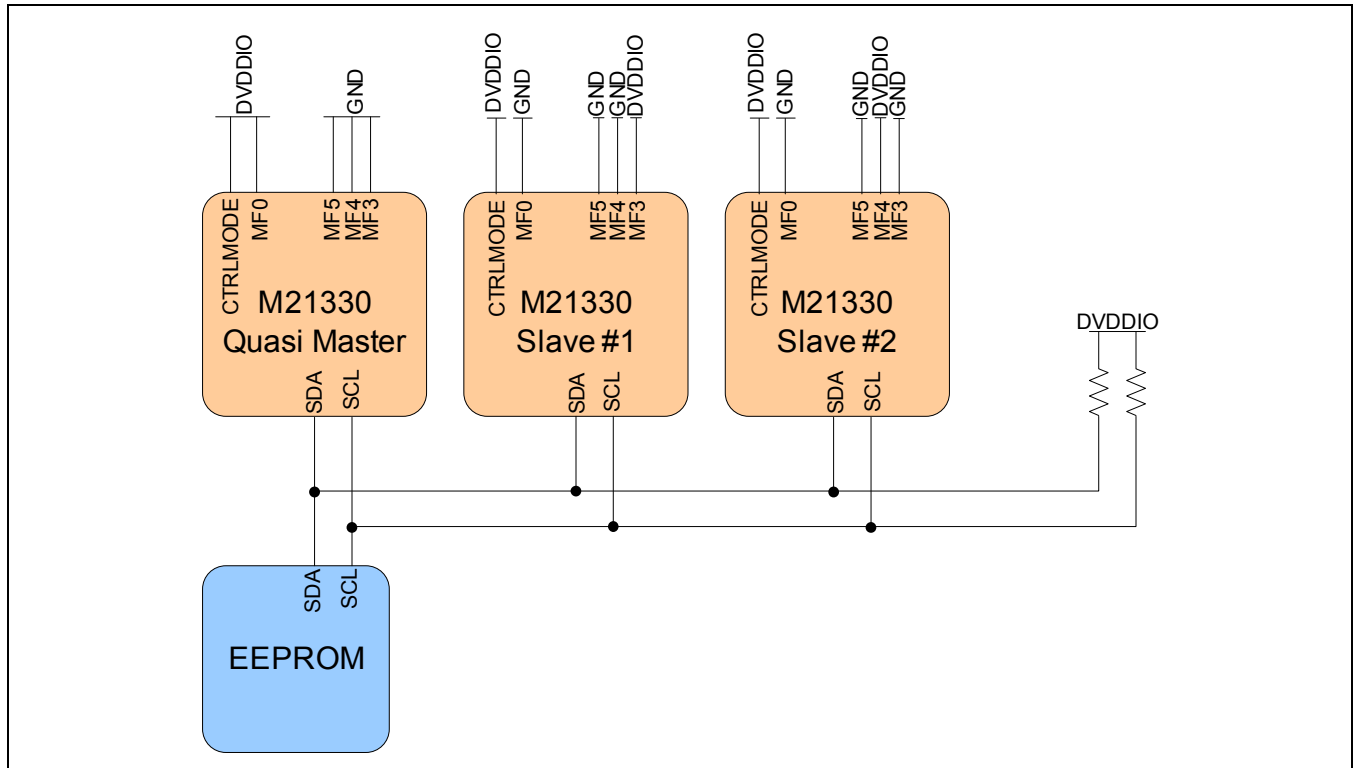 DVDDIO
GND
DVDDIO
GND
GND
GND
DVDDIO
DVDDIO
GND
GND
DVDDIO
GND
CTRLMODE
MF0
MF5
MF4
MF3
M21330
Quasi Master
SDA
SCL
CTRLMODE
MF0
MF5
MF4
MF3
M21330
Slave #1
SDA
SCL
CTRLMODE
MF0
MF5
MF4
MF3
M21330
Slave #2
SDA
SCL
DVDDIO
SDA
SCL
EEPROM